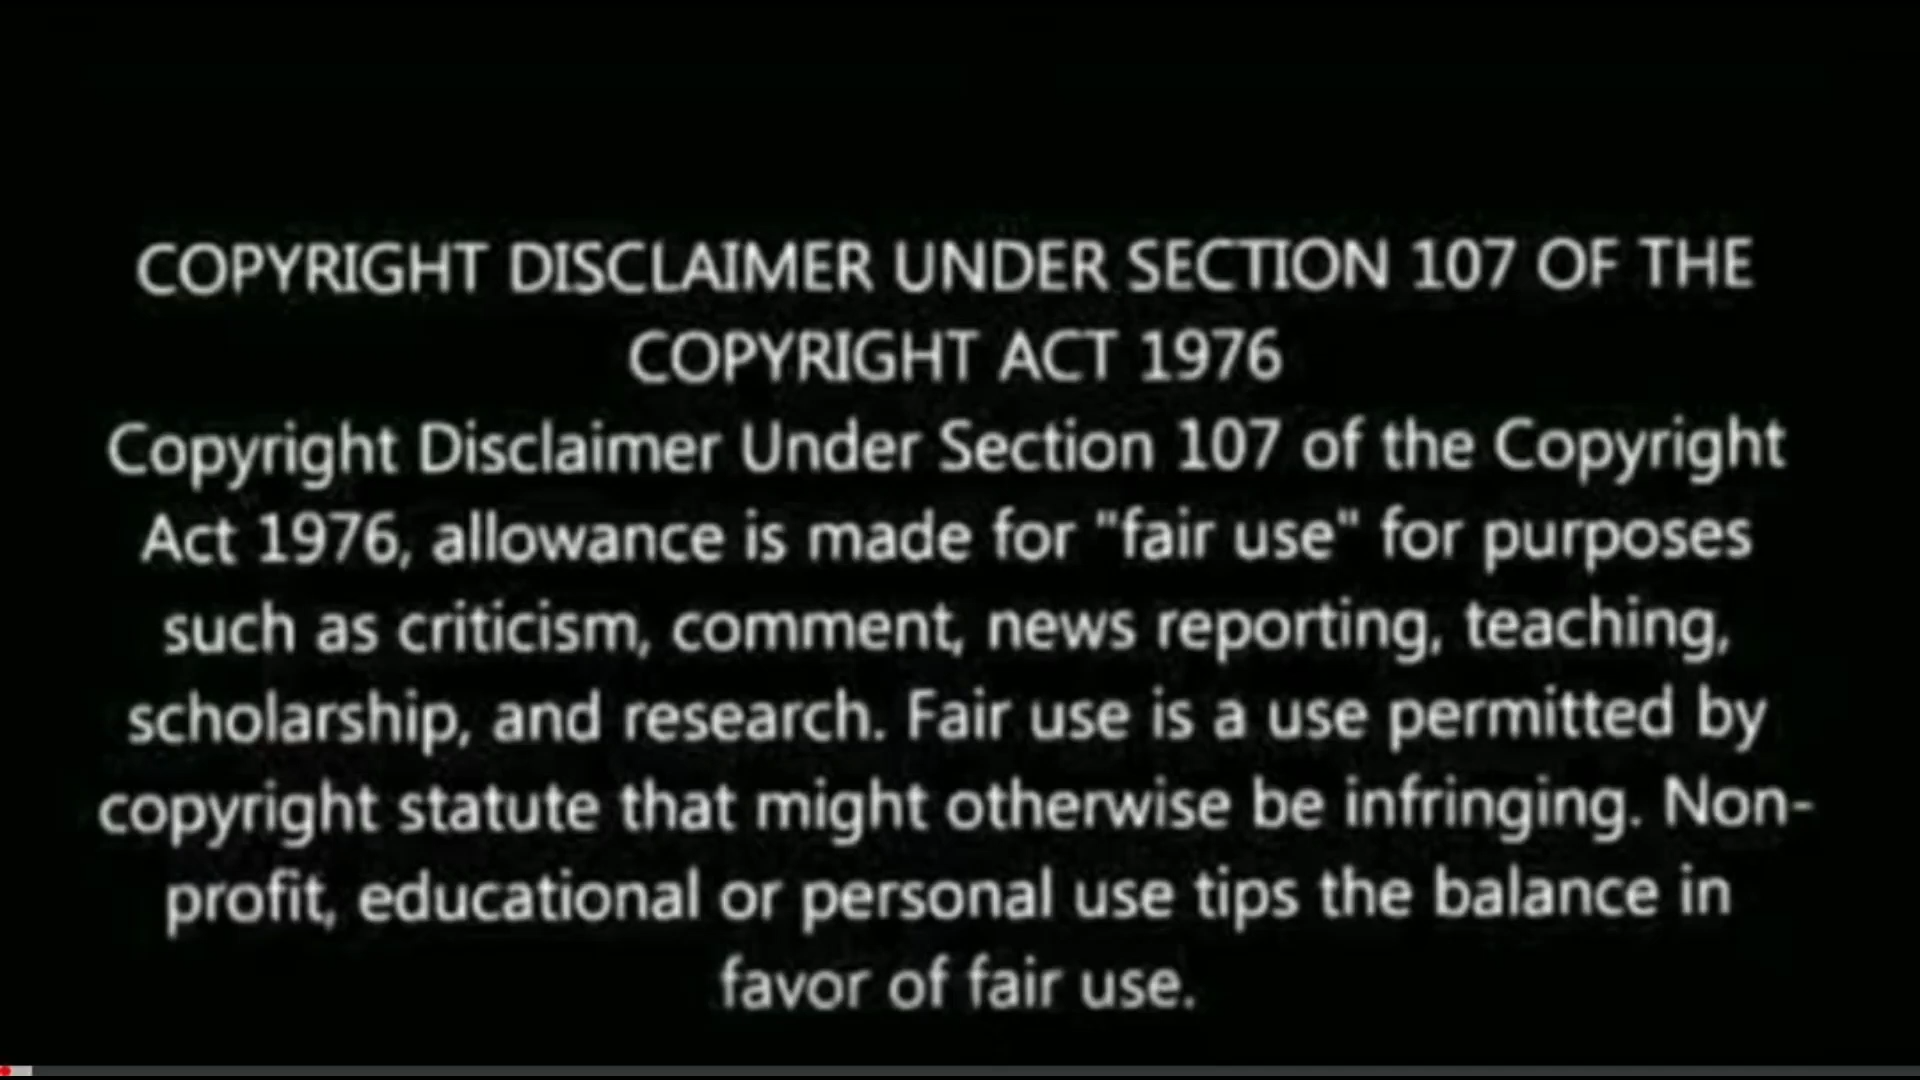 COPYRIGHT DISCLAIMER UNDER SECTION 107 OF THE
COPYRIGHT ACT 1976
Copyright Disclaimer Under Section 107 of the Copyright
Act 1976, allowance is made for "fair use" for purposes
such as criticism, comment, news reporting, teaching,
scholarship, and research. Fair use is a use permitted by
copyright statute that might otherwise be infringing. Non-
profit, educational or personal use tips the balance in
favor of fair use.